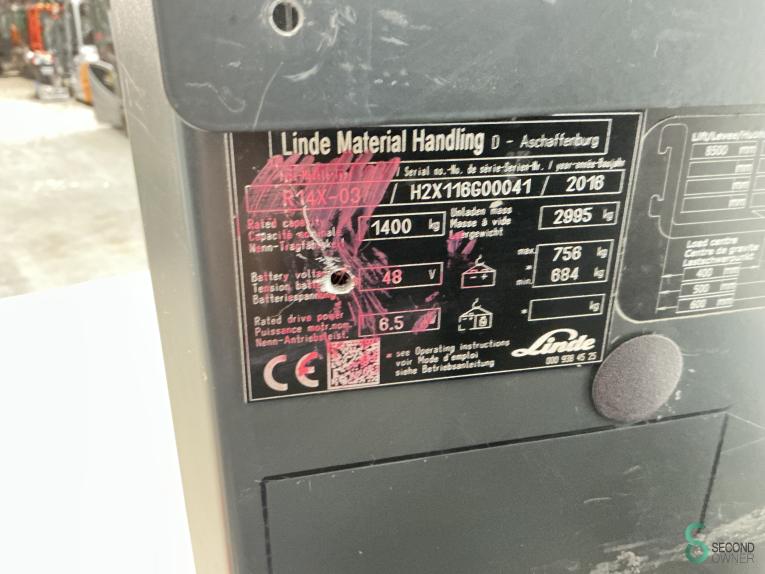 Linde Material Handling D - Aschaffenburg
/ Serial no.-No. de série-Serien-Nr. / year-année-Baujahr
R14X-03 / H2X116G00041 / 2016
Rated capacity
Capacité nominal
Nenn-Tragfähigkeit
1400 kg
Unladen mass
Masse à vide
Leergewicht
2995 kg
Battery voltage
Tension batterie
Batteriespannung
48 V
max. 756 kg
* min. 684 kg
Rated drive power
Puissance motr.nom.
Nenn-Antriebsleist.
6.5
* kg
CE
* see Operating instructions
voir Mode d'emploi
siehe Betriebsanleitung
Linde
000 938 45 25
Lift/Levée/
8500 mm
mm
mm
mm
Load centre
Centre de gravité
Lastschwerpunkt
400 mm
500 mm
600 mm
SECOND
OWNER